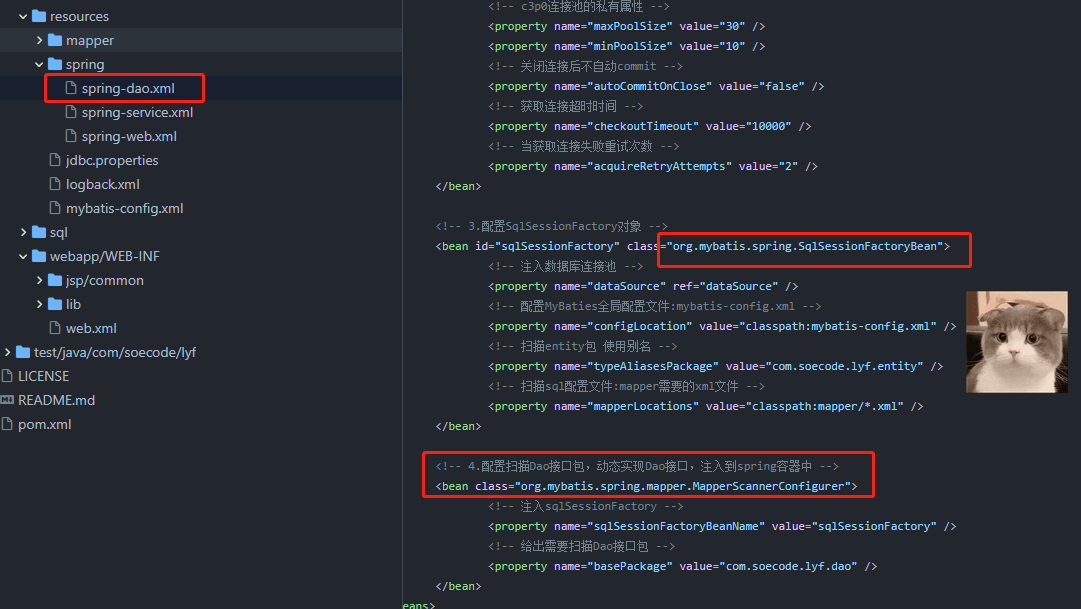 resources
mapper
spring
spring-dao.xml
spring-service.xml
spring-web.xml
jdbc.properties
logback.xml
mybatis-config.xml
sql
webapp/WEB-INF
jsp/common
lib
web.xml
test/java/com/soecode/lyf
LICENSE
README.md
pom.xml
<!-- c3p0连接池的私有属性 -->
<property name="maxPoolSize" value="30" />
<property name="minPoolSize" value="10" />
<!-- 关闭连接后不自动commit -->
<property name="autoCommitOnClose" value="false" />
<!-- 获取连接超时时间 -->
<property name="checkoutTimeout" value="10000" />
<!-- 当获取连接失败重试次数 -->
<property name="acquireRetryAttempts" value="2" />
</bean>
<!-- 3.配置SqlSessionFactory对象 -->
<bean id="sqlSessionFactory" class="org.mybatis.spring.SqlSessionFactoryBean">
<!-- 注入数据库连接池 -->
<property name="dataSource" ref="dataSource" />
<!-- 配置MyBaties全局配置文件:mybatis-config.xml -->
<property name="configLocation" value="classpath:mybatis-config.xml" />
<!-- 扫描entity包 使用别名 -->
<property name="typeAliasesPackage" value="com.soecode.lyf.entity" />
<!-- 扫描sql配置文件:mapper需要的xml文件 -->
<property name="mapperLocations" value="classpath:mapper/*.xml" />
</bean>
<!-- 4.配置扫描Dao接口包，动态实现Dao接口，注入到spring容器中 -->
<bean class="org.mybatis.spring.mapper.MapperScannerConfigurer">
<!-- 注入sqlSessionFactory -->
<property name="sqlSessionFactoryBeanName" value="sqlSessionFactory" />
<!-- 给出需要扫描Dao接口包 -->
<property name="basePackage" value="com.soecode.lyf.dao" />
</bean>
eans>